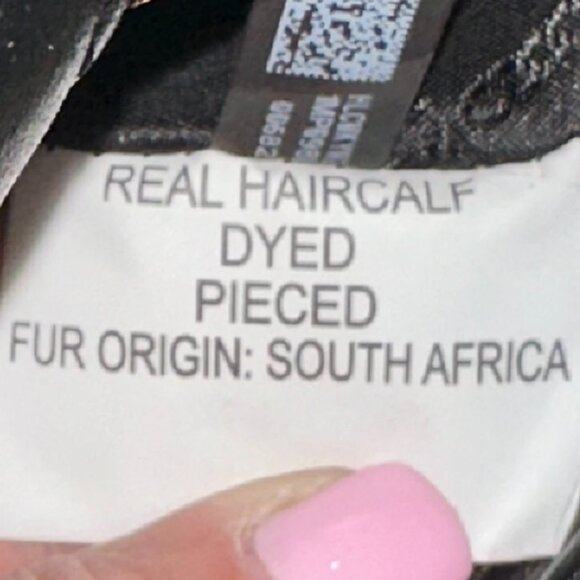 REAL HAIRCALF
DYED
PIECED
FUR ORIGIN: SOUTH AFRICA